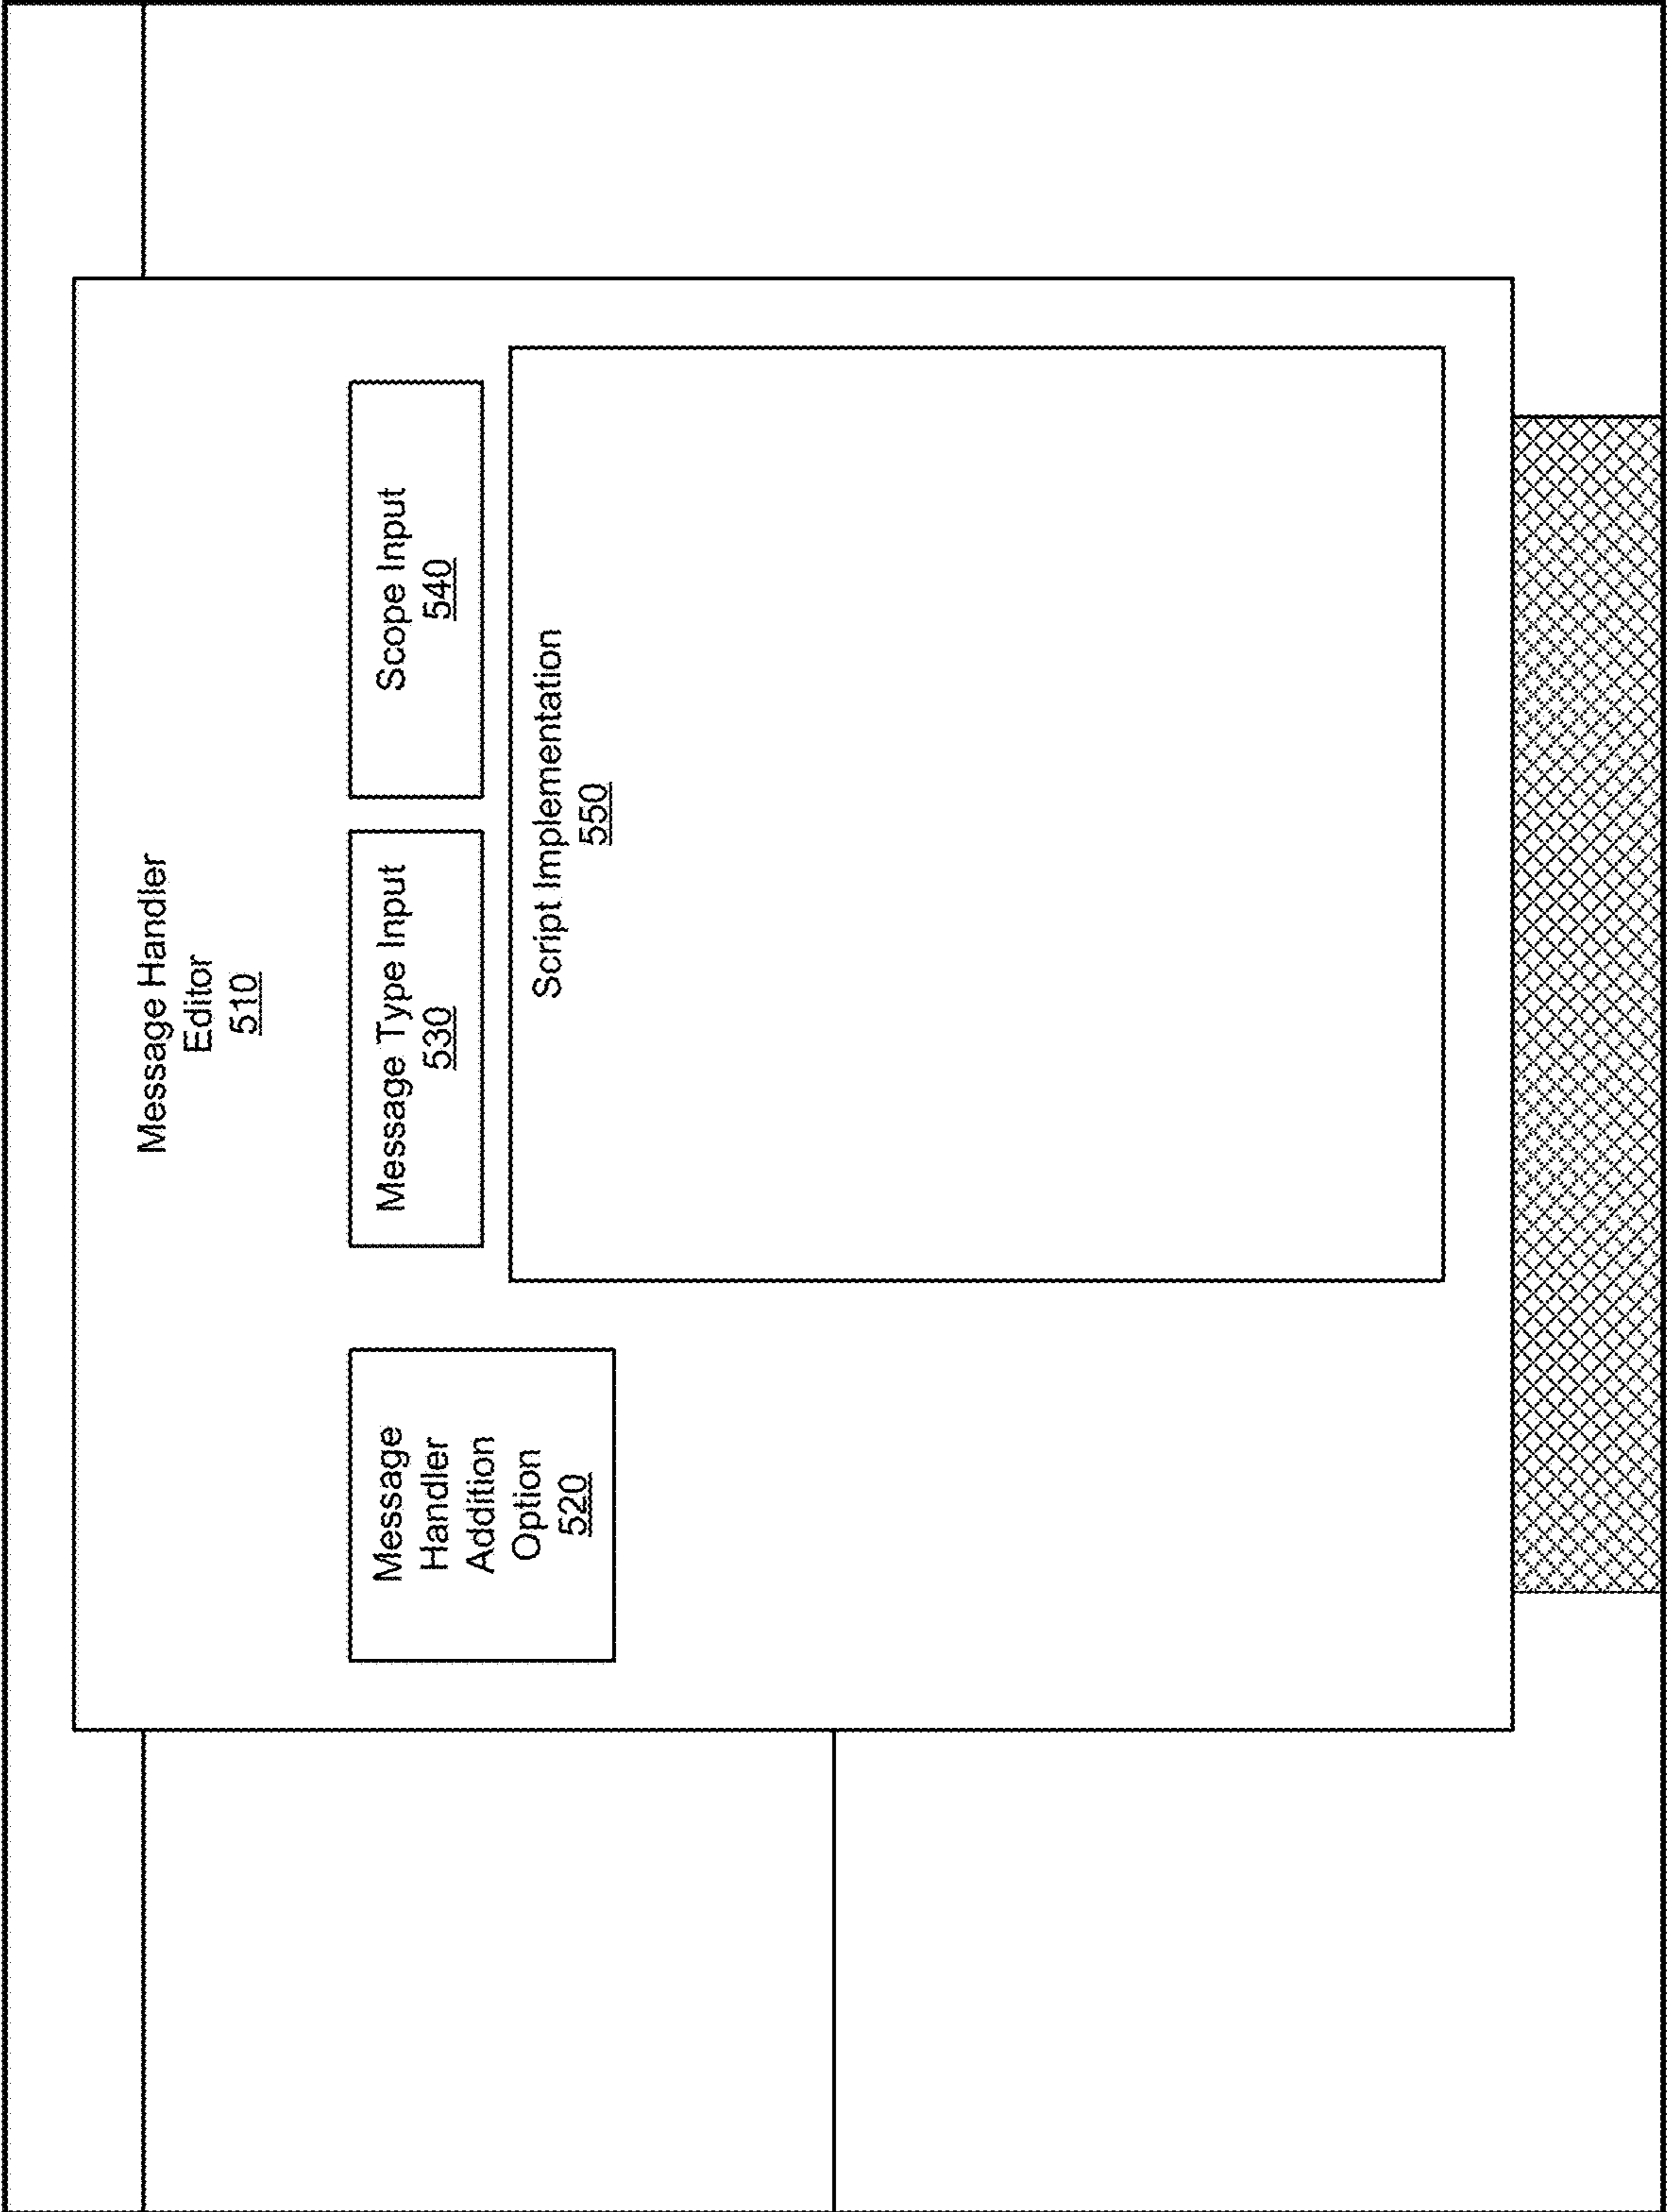 Message Handler
Editor
510
Message
Handler
Addition
Option
520
Message Type Input
530
Scope Input
540
Script Implementation
550